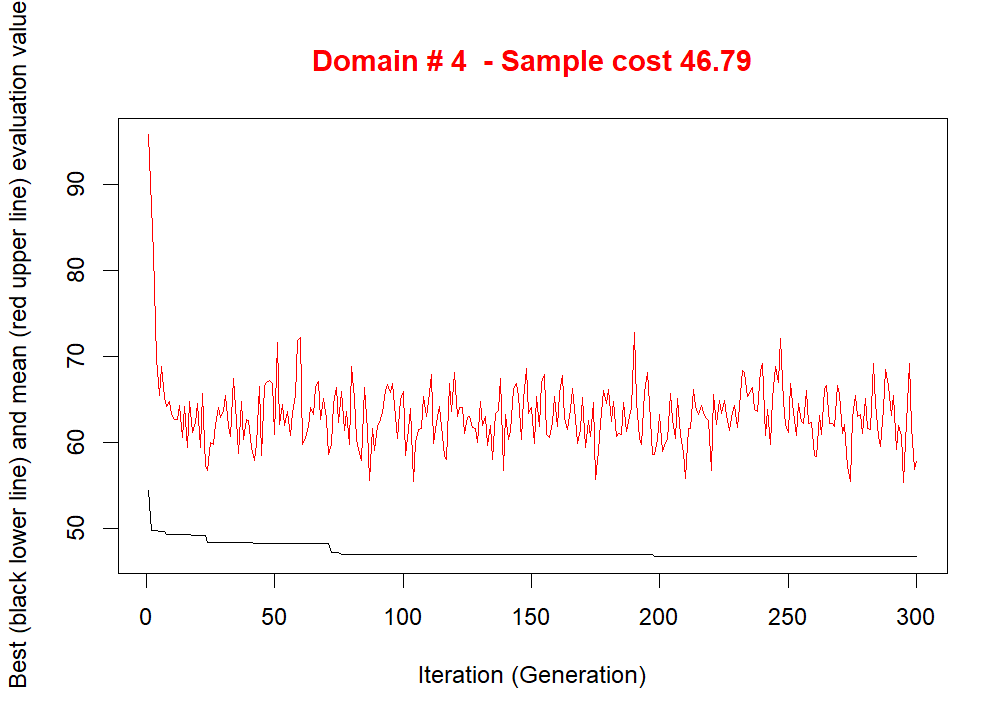 Domain # 4  - Sample cost 46.79
Best (black lower line) and mean (red upper line) evaluation value
90
80
70
60
50
0 50 100 150 200 250 300
Iteration (Generation)